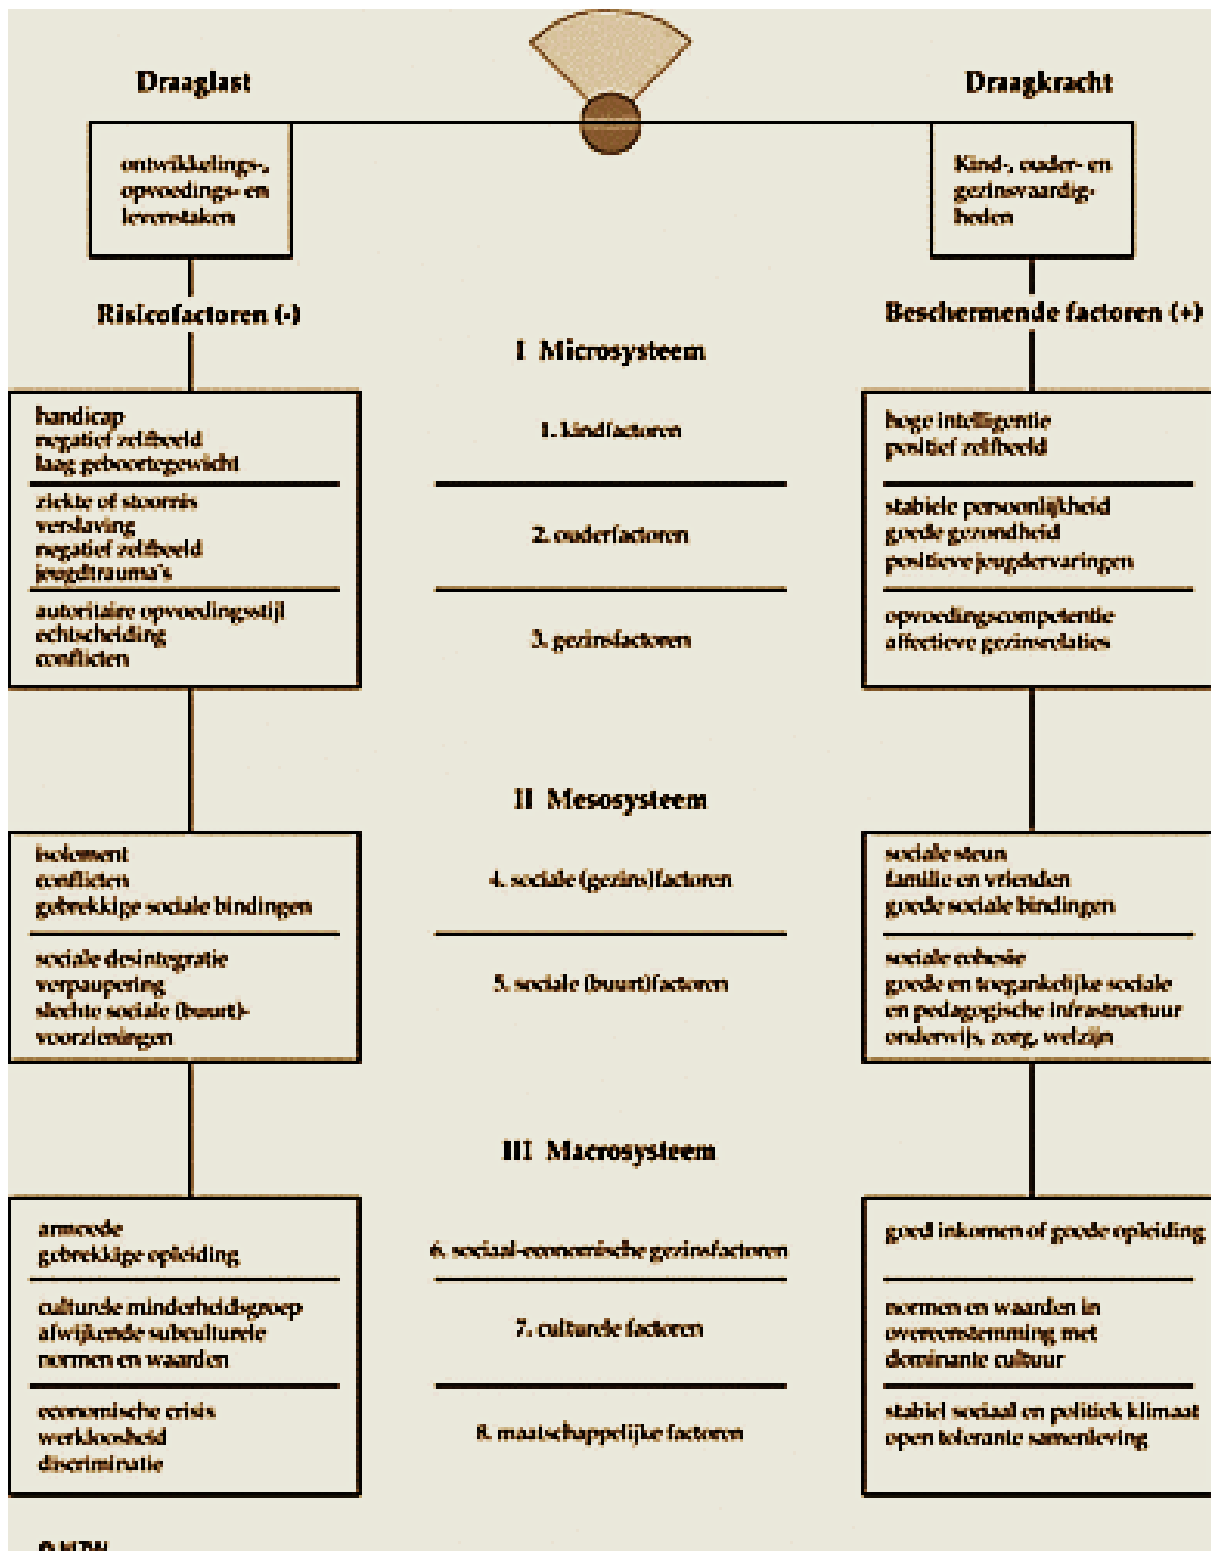 Draaglast
Draagkracht
ontwikkelings-,
opvoedings- en
levenstaken
Kind-, ouder- en
gezinsvaardig-
heden
Risicofactoren (-)
Beschermende factoren (+)
I Microsysteem
handicap
negatief zelfbeeld
laag geboortegewicht
1. kindfactoren
hoge intelligentie
positief zelfbeeld
ziekte of stoornis
verslaving
negatief zelfbeeld
jeugdtrauma's
2. ouderfactoren
stabiele persoonlijkheid
goede gezondheid
positieve jeugdervaringen
autoritaire opvoedingsstijl
echtscheiding
conflicten
3. gezinsfactoren
opvoedingscompetentie
affectieve gezinsrelaties
II Mesosysteem
isolement
conflicten
gebrekkige sociale bindingen
4. sociale (gezins)factoren
sociale steun
familie en vrienden
goede sociale bindingen
sociale desintegratie
verpaupering
slechte sociale (buurt)-
voorzieningen
5. sociale (buurt)factoren
sociale cohesie
goede en toegankelijke sociale
en pedagogische infrastructuur
onderwijs, zorg, welzijn
III Macrosysteem
armoede
gebrekkige opleiding
6. sociaal-economische gezinsfactoren
goed inkomen of goede opleiding
culturele minderheidsgroep
afwijkende subculturele
normen en waarden
7. culturele factoren
normen en waarden in
overeenstemming met
dominante cultuur
economische crisis
werkloosheid
discriminatie
8. maatschappelijke factoren
stabiel sociaal en politiek klimaat
open tolerante samenleving